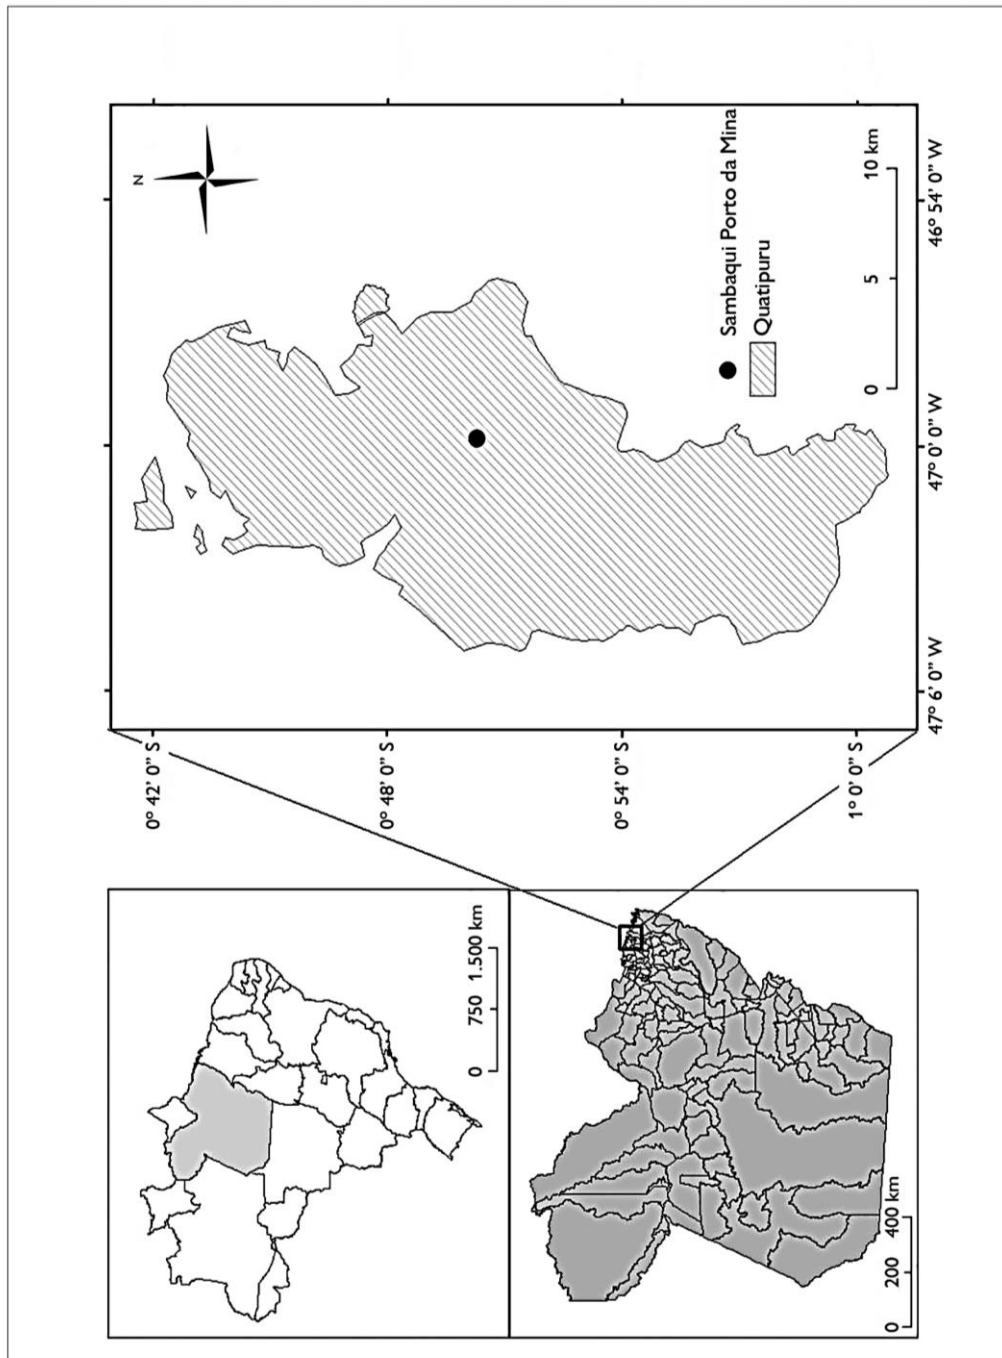 N
0° 42' 0" S
0° 48' 0" S
0° 54' 0" S
1° 0' 0" S
47° 6' 0" W
47° 0' 0" W
46° 54' 0" W
Sambaqui Porto da Mina
Quatipuru
0 5 10 km
0 750 1.500 km
0 200 400 km